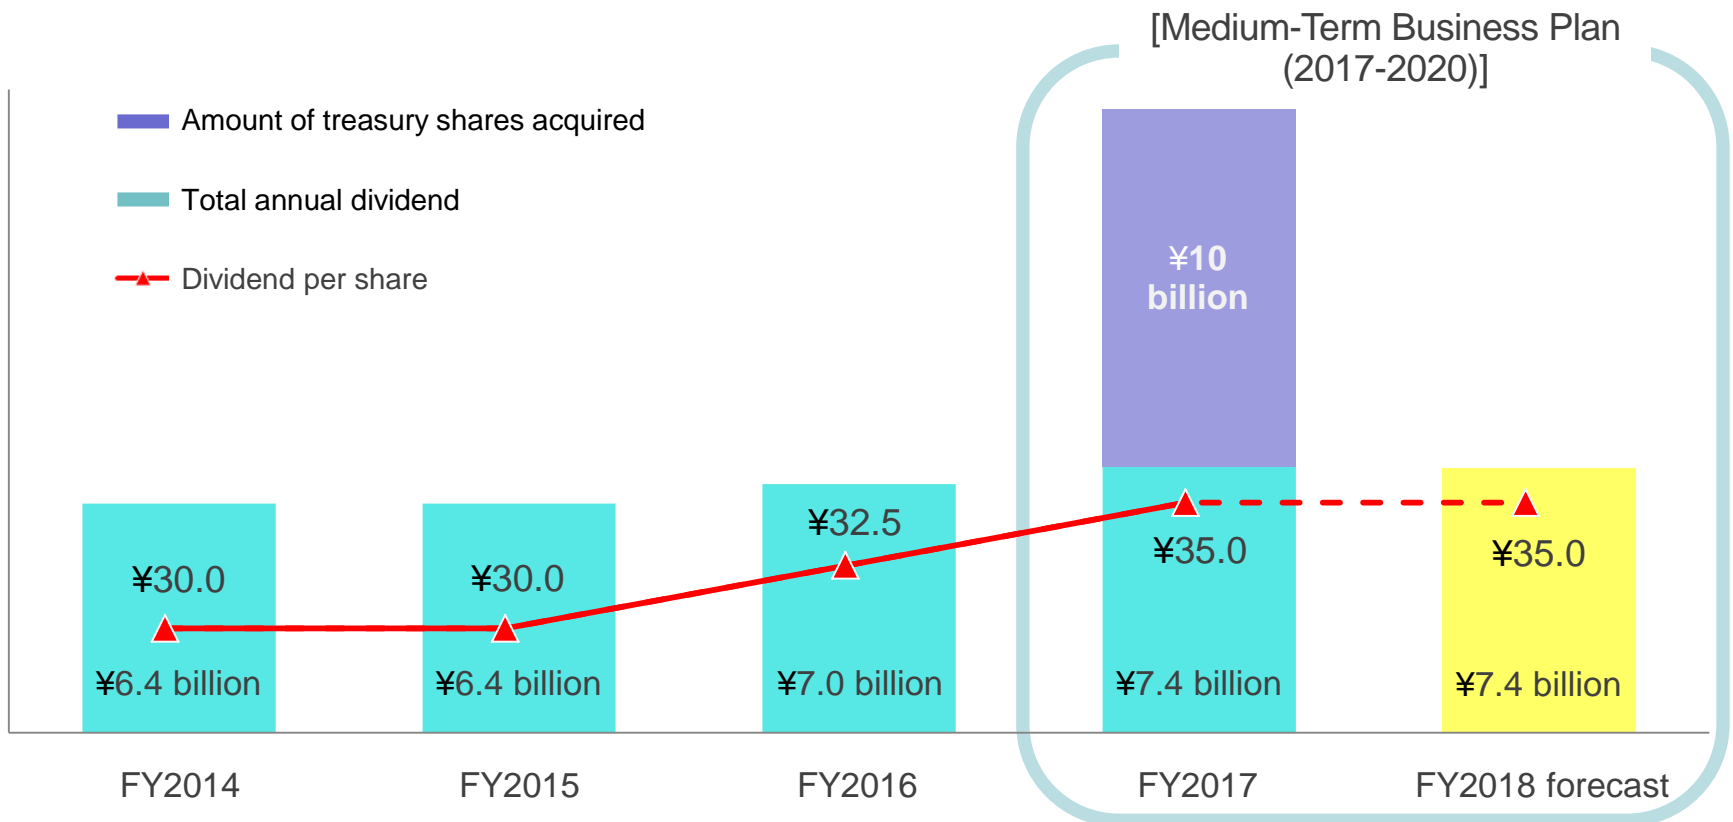 [Medium-Term Business Plan
(2017-2020)]
Amount of treasury shares acquired
Total annual dividend
Dividend per share
¥10
billion
¥30.0
¥30.0
¥32.5
¥35.0
¥35.0
¥6.4 billion
¥6.4 billion
¥7.0 billion
¥7.4 billion
¥7.4 billion
FY2014
FY2015
FY2016
FY2017
FY2018 forecast